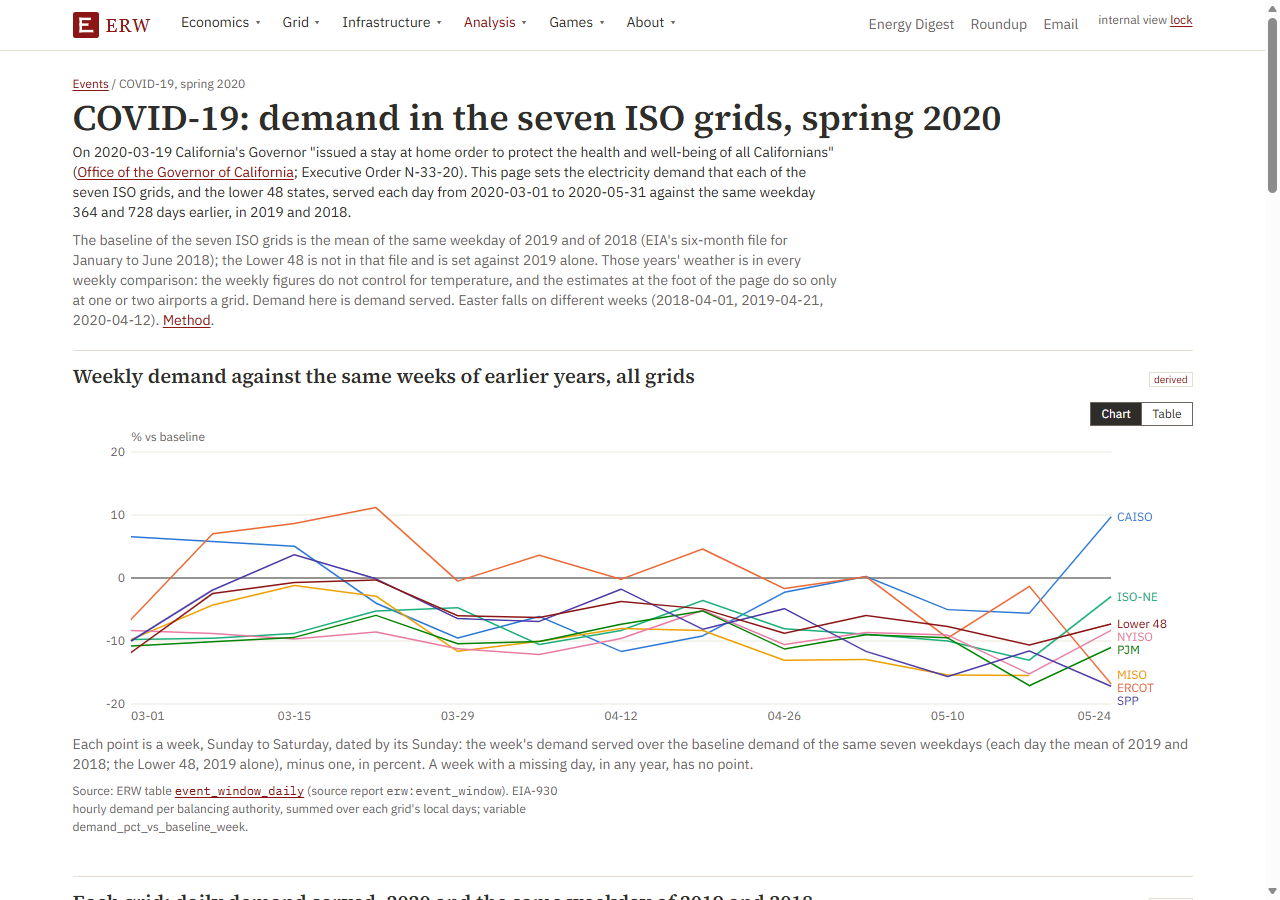 E ERW Economics Grid Infrastructure Analysis Games About Energy Digest Roundup Email internal view lock
Events / COVID-19, spring 2020
COVID-19: demand in the seven ISO grids, spring 2020
On 2020-03-19 California's Governor "issued a stay at home order to protect the health and well-being of all Californians"
(Office of the Governor of California; Executive Order N-33-20). This page sets the electricity demand that each of the
seven ISO grids, and the lower 48 states, served each day from 2020-03-01 to 2020-05-31 against the same weekday
364 and 728 days earlier, in 2019 and 2018.
The baseline of the seven ISO grids is the mean of the same weekday of 2019 and of 2018 (EIA's six-month file for
January to June 2018); the Lower 48 is not in that file and is set against 2019 alone. Those years' weather is in every
weekly comparison: the weekly figures do not control for temperature, and the estimates at the foot of the page do so only
at one or two airports a grid. Demand here is demand served. Easter falls on different weeks (2018-04-01, 2019-04-21,
2020-04-12). Method.
Weekly demand against the same weeks of earlier years, all grids
derived
Chart Table
% vs baseline
20
10
0
-10
-20
CAISO
ISO-NE
Lower 48
NYISO
PJM
MISO
ERCOT
SPP
03-01 03-15 03-29 04-12 04-26 05-10 05-24
Each point is a week, Sunday to Saturday, dated by its Sunday: the week's demand served over the baseline demand of the same seven weekdays (each day the mean of 2019 and
2018; the Lower 48, 2019 alone), minus one, in percent. A week with a missing day, in any year, has no point.
Source: ERW table event_window_daily (source report erw:event_window). EIA-930
hourly demand per balancing authority, summed over each grid's local days; variable
demand_pct_vs_baseline_week.
Each grid: daily demand served, 2020 and the same weekday of 2019 and 2018